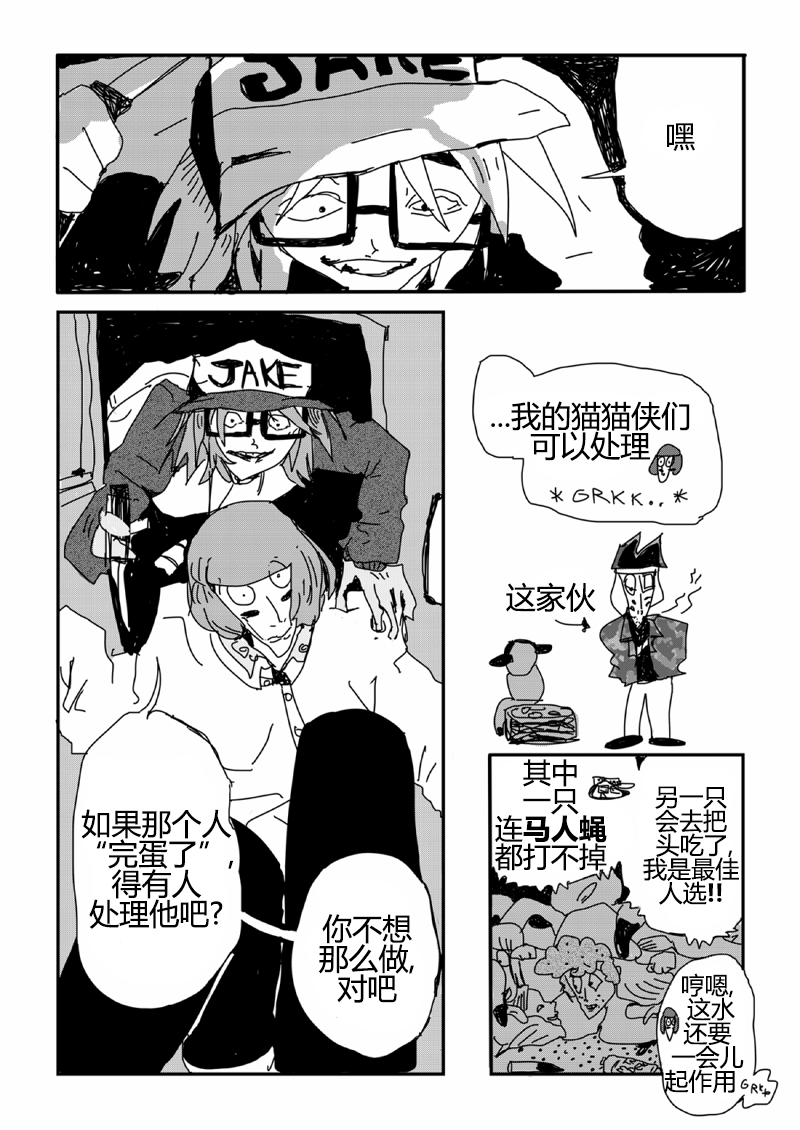 JAKE
嘿
JAKE
如果那个人
“完蛋了”,
得有人
处理他吧?
你不想
那么做,
对吧
...我的猫猫侠们
可以处理
*GRKK..*
这家伙
其中
一只
连马人蝇
都打不掉
另一只
会去把
头吃了,
我是最佳
人选!!
哼嗯,
这水
还要
一会儿
起作用
GRKK